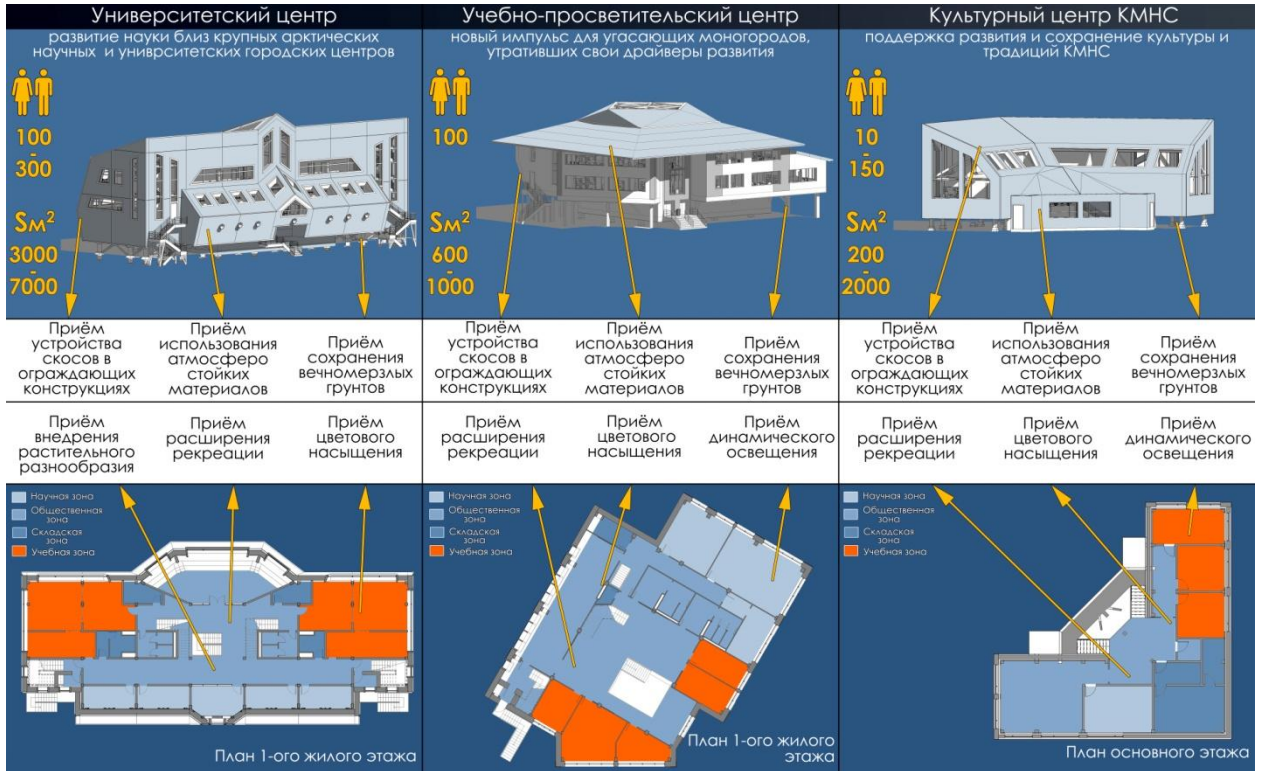 Университетский центр
развитие науки близ крупных арктических
научных и униврситетских городских центров
100
-
300
Sм²
3000
-
7000
Учебно-просветительский центр
новый импульс для угасающих моногородов,
утративших свои драйверы развития
100
Sм²
600
-
1000
Культурный центр КМНС
поддержка развития и сохранение культуры и
традиций КМНС
10
-
150
Sм²
200
-
2000
Приём
устройства
скосов в
ограждающих
конструкциях
Приём
использования
атмосферо
стойких
материалов
Приём
сохранения
вечномерзлых
грунтов
Приём
устройства
скосов в
ограждающих
конструкциях
Приём
использования
атмосферо
стойких
материалов
Приём
сохранения
вечномерзлых
грунтов
Приём
устройства
скосов в
ограждающих
конструкциях
Приём
использования
атмосферо
стойких
материалов
Приём
сохранения
вечномерзлых
грунтов
Приём
внедрения
растительного
разнообразия
Приём
расширения
рекреации
Приём
цветового
насыщения
Приём
расширения
рекреации
Приём
цветового
насыщения
Приём
динамического
освещения
Приём
расширения
рекреации
Приём
цветового
насыщения
Приём
динамического
освещения
Научная зона
Общественная
зона
Складская
зона
Учебная зона
План 1-ого жилого этажа
Научная зона
Общественная
зона
Складская
зона
Учебная зона
План 1-ого жилого
этажа
Научная зона
Общественная
зона
Складская
зона
Учебная зона
План основного этажа